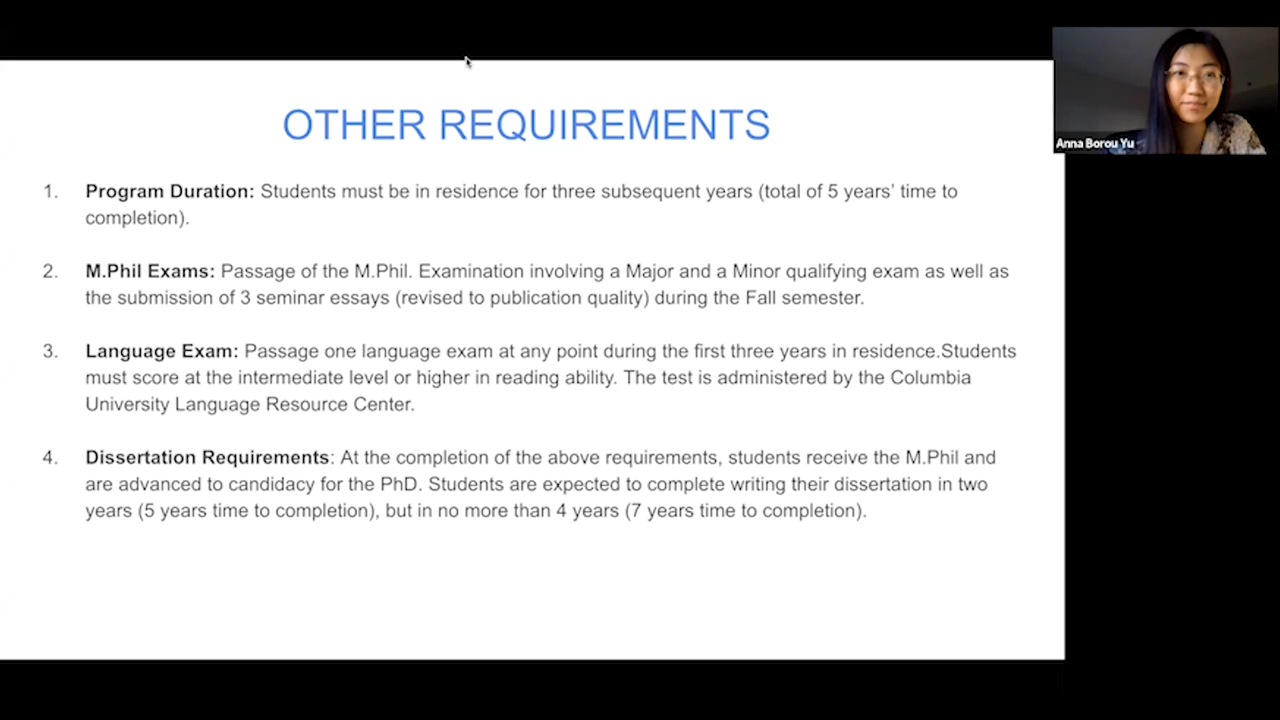 OTHER REQUIREMENTS
1. Program Duration: Students must be in residence for three subsequent years (total of 5 years’ time to
completion).
2. M.Phil Exams: Passage of the M.Phil. Examination involving a Major and a Minor qualifying exam as well as
the submission of 3 seminar essays (revised to publication quality) during the Fall semester.
3. Language Exam: Passage one language exam at any point during the first three years in residence.Students
must score at the intermediate level or higher in reading ability. The test is administered by the Columbia
University Language Resource Center.
4. Dissertation Requirements: At the completion of the above requirements, students receive the M.Phil and
are advanced to candidacy for the PhD. Students are expected to complete writing their dissertation in two
years (5 years time to completion), but in no more than 4 years (7 years time to completion).
Anna Borou Yu